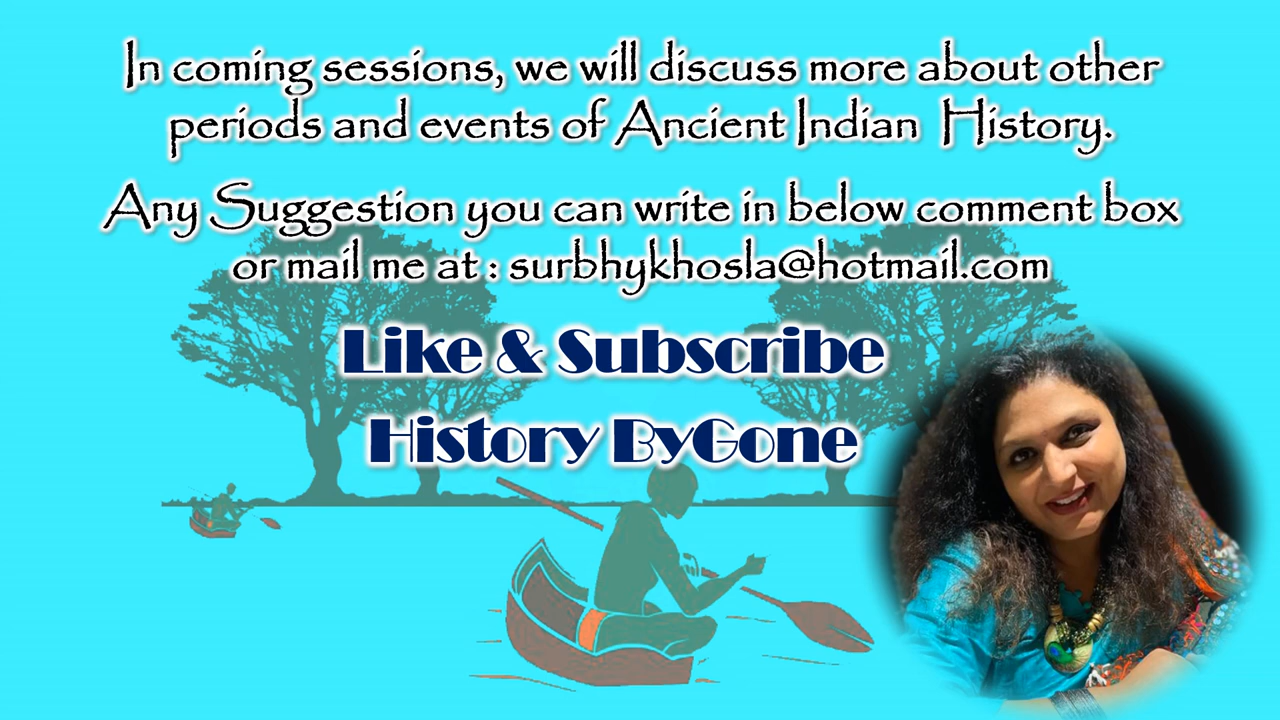 In coming sessions, we will discuss more about other
periods and events of Ancient Indian History.
Any Suggestion you can write in below comment box
or mail me at : surbhykhosla@hotmail.com
Like & Subscribe
History ByGone